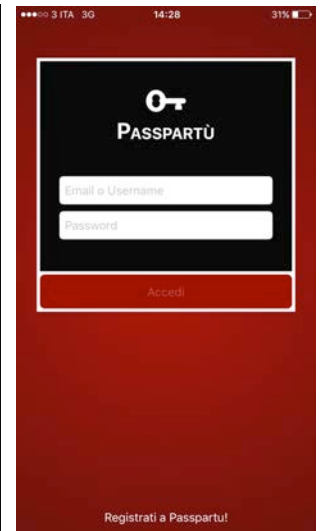 3 ITA 3G 14:28 31%
PASSPARTÙ
Email o Username
Password
Accedi
Registrati a Passpartu!